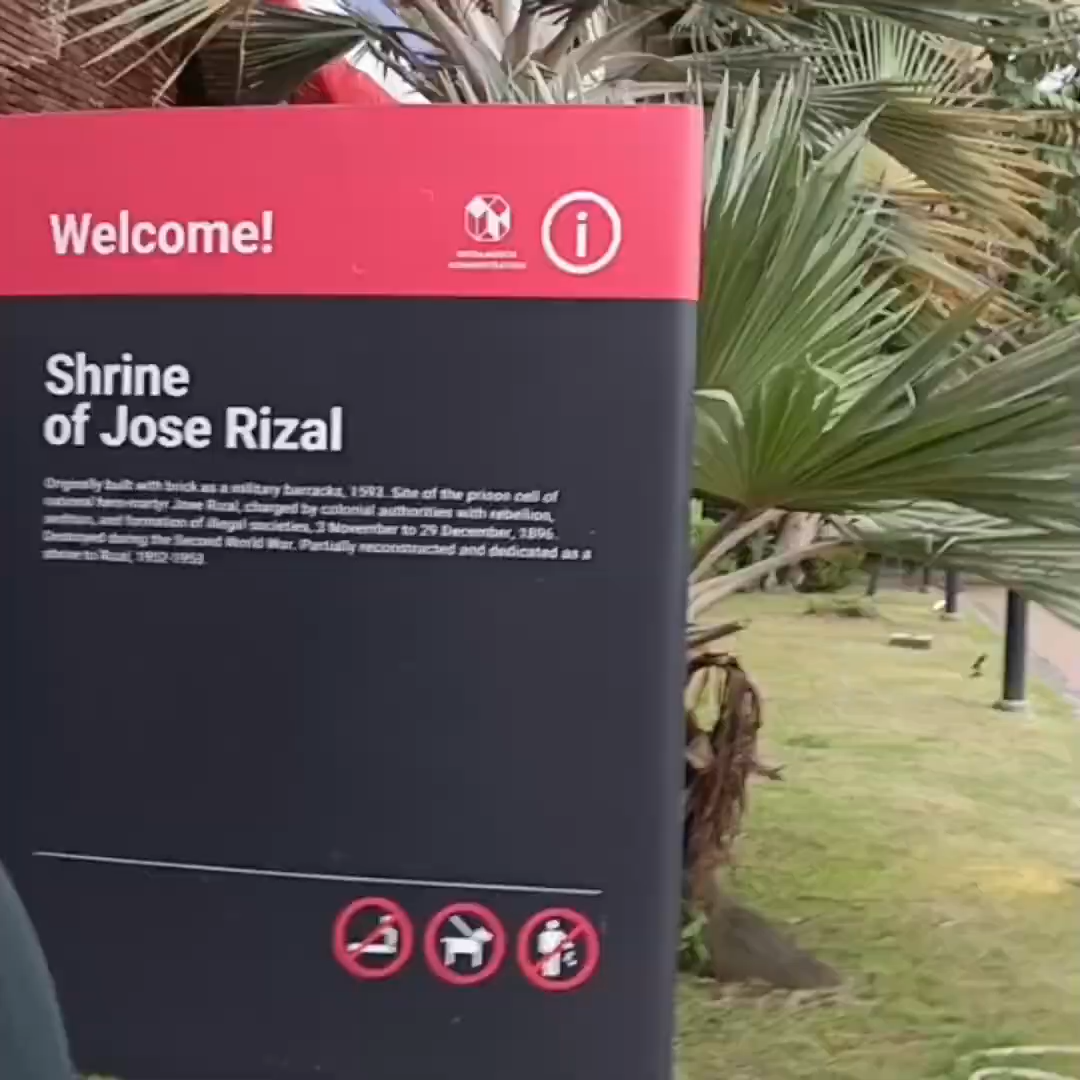 Welcome!
INTRAMUROS
ADMINISTRATION
i
Shrine
of Jose Rizal
Originally built with brick as a military barracks, 1593. Site of the prison cell of
national hero-martyr Jose Rizal, charged by colonial authorities with rebellion,
sedition, and formation of illegal societies, 3 November to 29 December, 1896.
Destroyed during the Second World War. Partially reconstructed and dedicated as a
shrine to Rizal, 1952-1953.